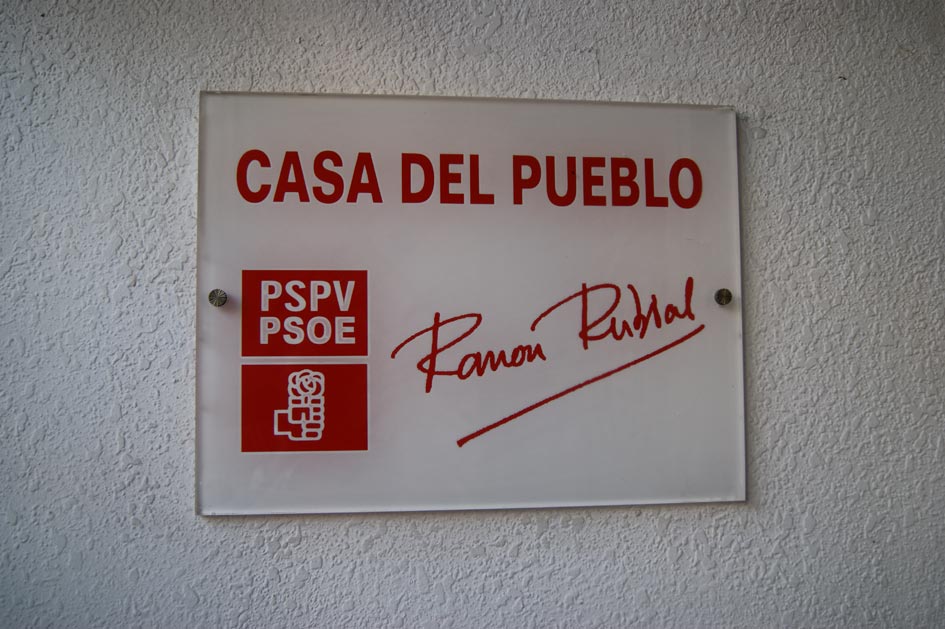 CASA DEL PUEBLO
PSPV
PSOE
Ramon Rubial